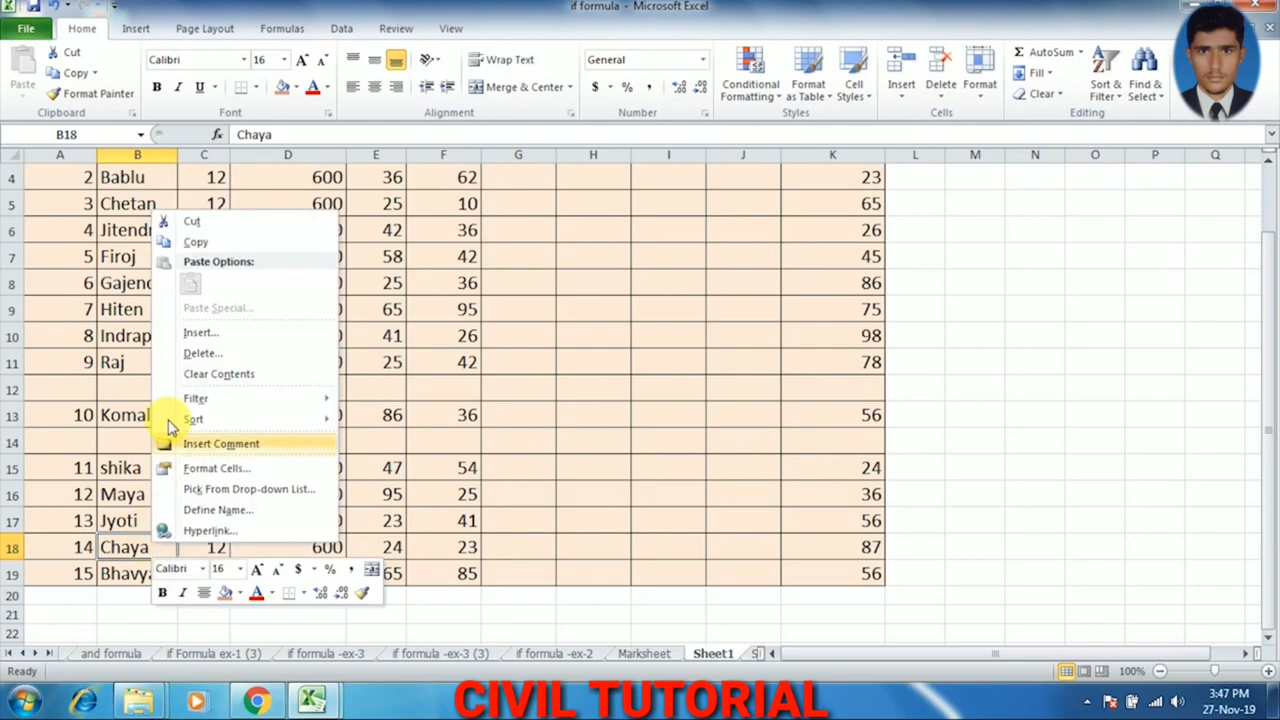 if formula - Microsoft Excel
File Home Insert Page Layout Formulas Data Review View
Cut
Copy
Paste
Format Painter
Clipboard
Calibri 16
B I U A
Font
Wrap Text
Merge & Center
Alignment
General
$ % ,
Number
Conditional Formatting
Format as Table
Cell Styles
Styles
Insert
Delete
Format
Cells
Σ AutoSum
Fill
Clear
Sort & Filter
Find & Select
Editing
B18 fx Chaya
A B C D E F G H I J K L M N O P Q
4 2 Bablu 12 600 36 62 23
5 3 Chetan 12 600 25 10 65
6 4 Jitend 42 36 26
7 5 Firoj 58 42 45
8 6 Gajen 25 36 86
9 7 Hiten 65 95 75
10 8 Indrap 41 26 98
11 9 Raj 25 42 78
12
13 10 Komal 86 36 56
14
15 11 shika 47 54 24
16 12 Maya 95 25 36
17 13 Jyoti 23 41 56
18 14 Chaya 12 600 24 23 87
19 15 Bhavya 65 85 56
20
21
22
Cut
Copy
Paste Options:
Paste Special...
Insert...
Delete...
Clear Contents
Filter
Sort
Insert Comment
Format Cells...
Pick From Drop-down List...
Define Name...
Hyperlink...
Calibri 16 A A $ % ,
B I A
and formula if Formula ex-1 (3) if formula -ex-3 if formula -ex-3 (3) if formula -ex-2 Marksheet Sheet1 S
Ready 100%
CIVIL TUTORIAL
3:47 PM
27-Nov-19